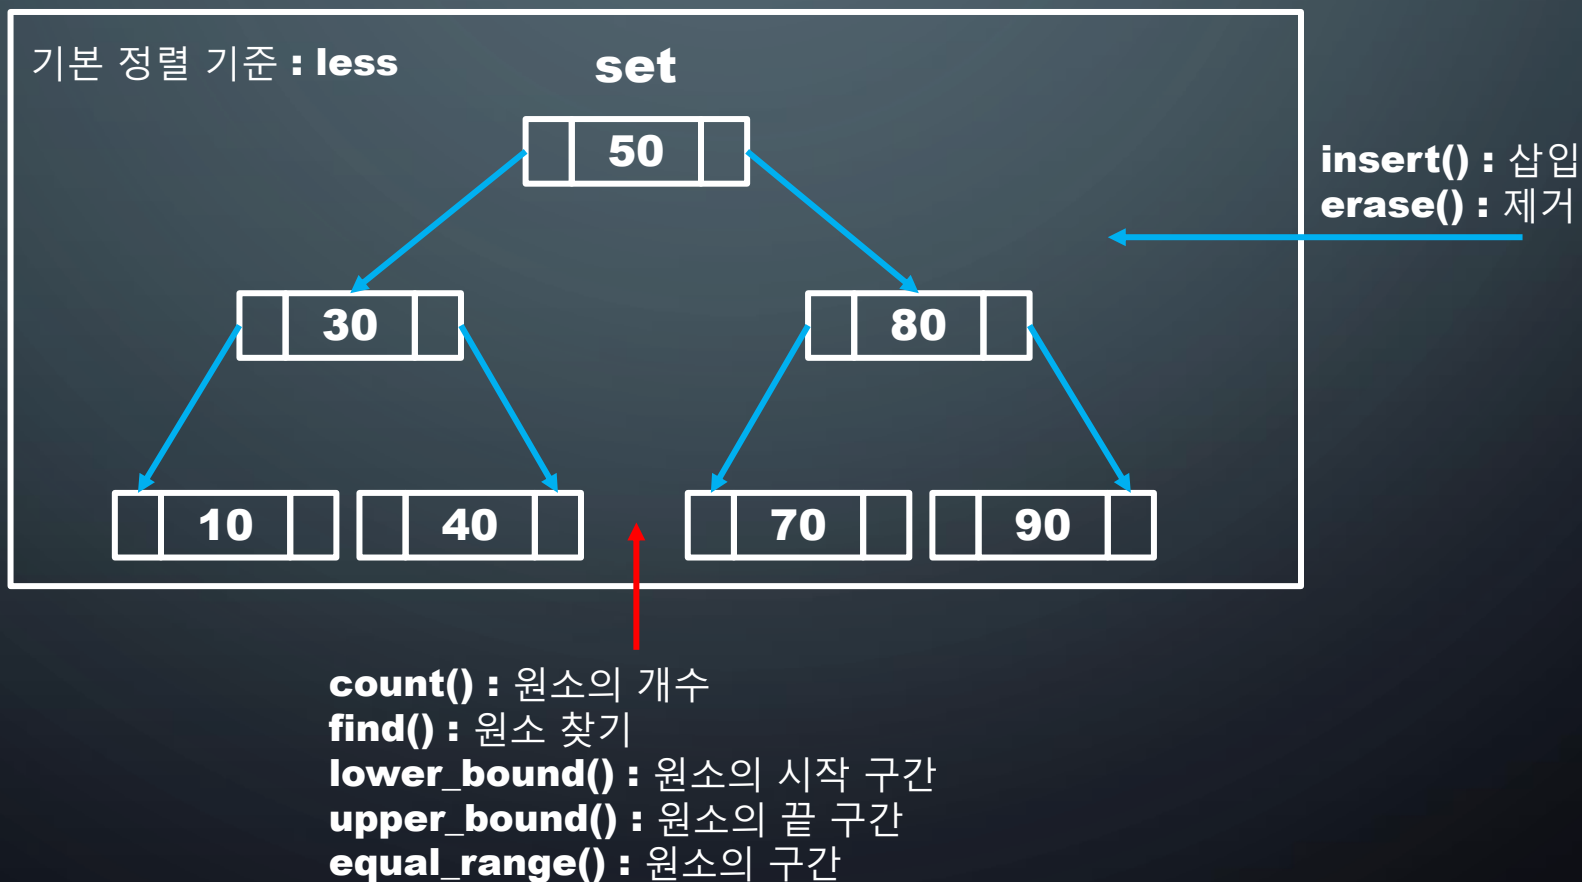 기본 정렬 기준 : less
set
50
insert() : 삽입
erase() : 제거
30
80
10
40
70
90
count() : 원소의 개수
find() : 원소 찾기
lower_bound() : 원소의 시작 구간
upper_bound() : 원소의 끝 구간
equal_range() : 원소의 구간